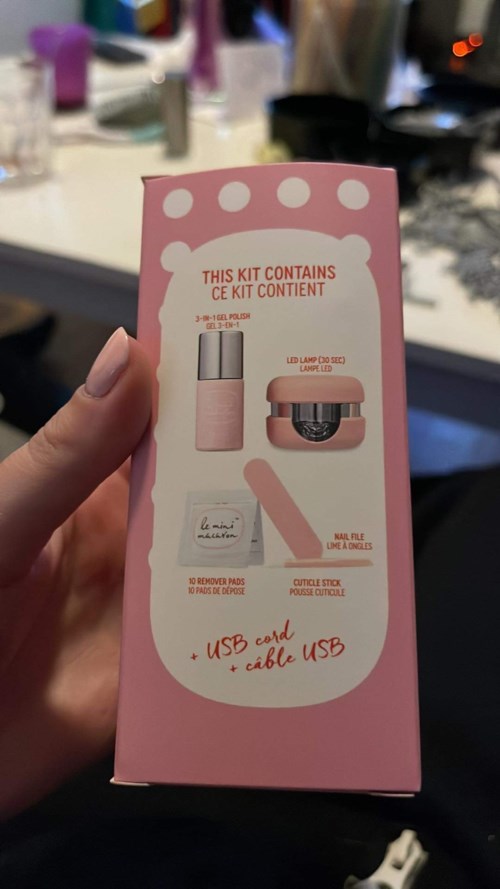 THIS KIT CONTAINS
CE KIT CONTIENT
3-IN-1 GEL POLISH
GEL 3-EN-1
LED LAMP (30 SEC)
LAMPE LED
le mini™
macaron
NAIL FILE
LIME À ONGLES
10 REMOVER PADS
10 PADS DE DÉPOSE
CUTICLE STICK
POUSSE CUTICULE
+ USB cord
+ câble USB